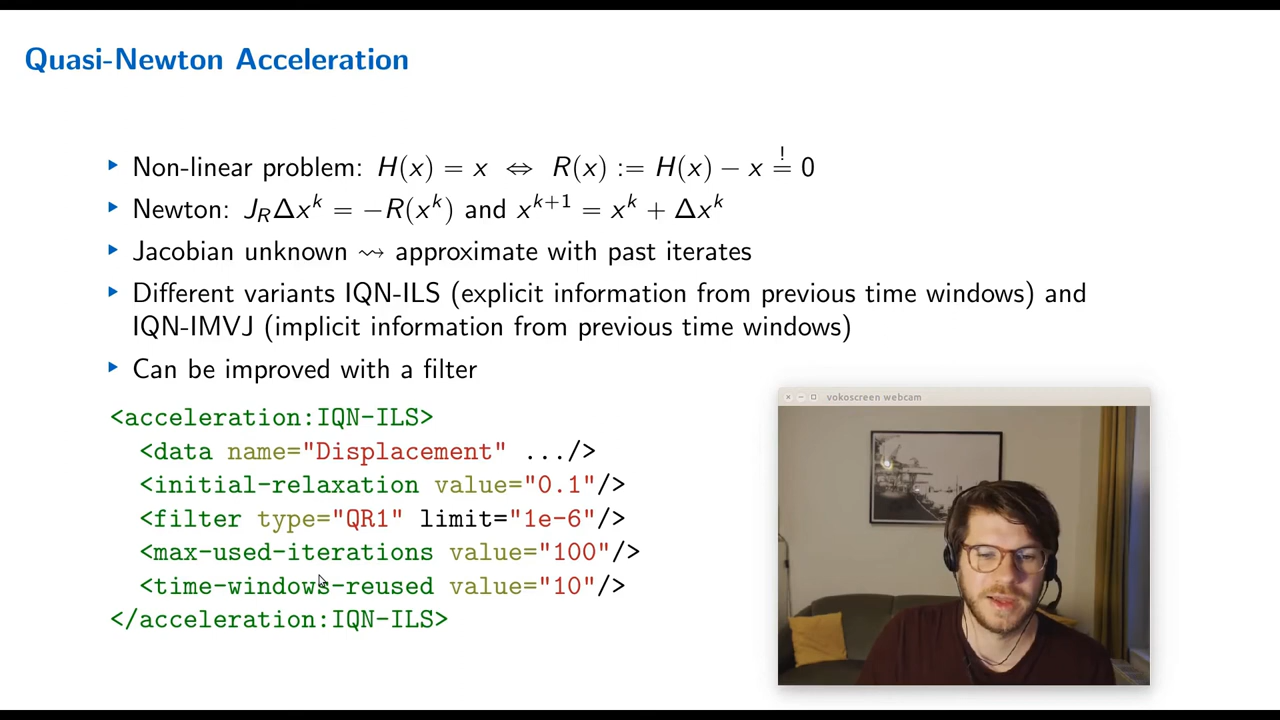 Quasi-Newton Acceleration
Non-linear problem: H(x) = x ⇔ R(x) := H(x) − x =! 0
Newton: J_R Δx^k = −R(x^k) and x^{k+1} = x^k + Δx^k
Jacobian unknown ⇝ approximate with past iterates
Different variants IQN-ILS (explicit information from previous time windows) and
IQN-IMVJ (implicit information from previous time windows)
Can be improved with a filter
<acceleration:IQN-ILS>
<data name="Displacement" .../>
<initial-relaxation value="0.1"/>
<filter type="QR1" limit="1e-6"/>
<max-used-iterations value="100"/>
<time-windows-reused value="10"/>
</acceleration:IQN-ILS>
vokoscreen webcam